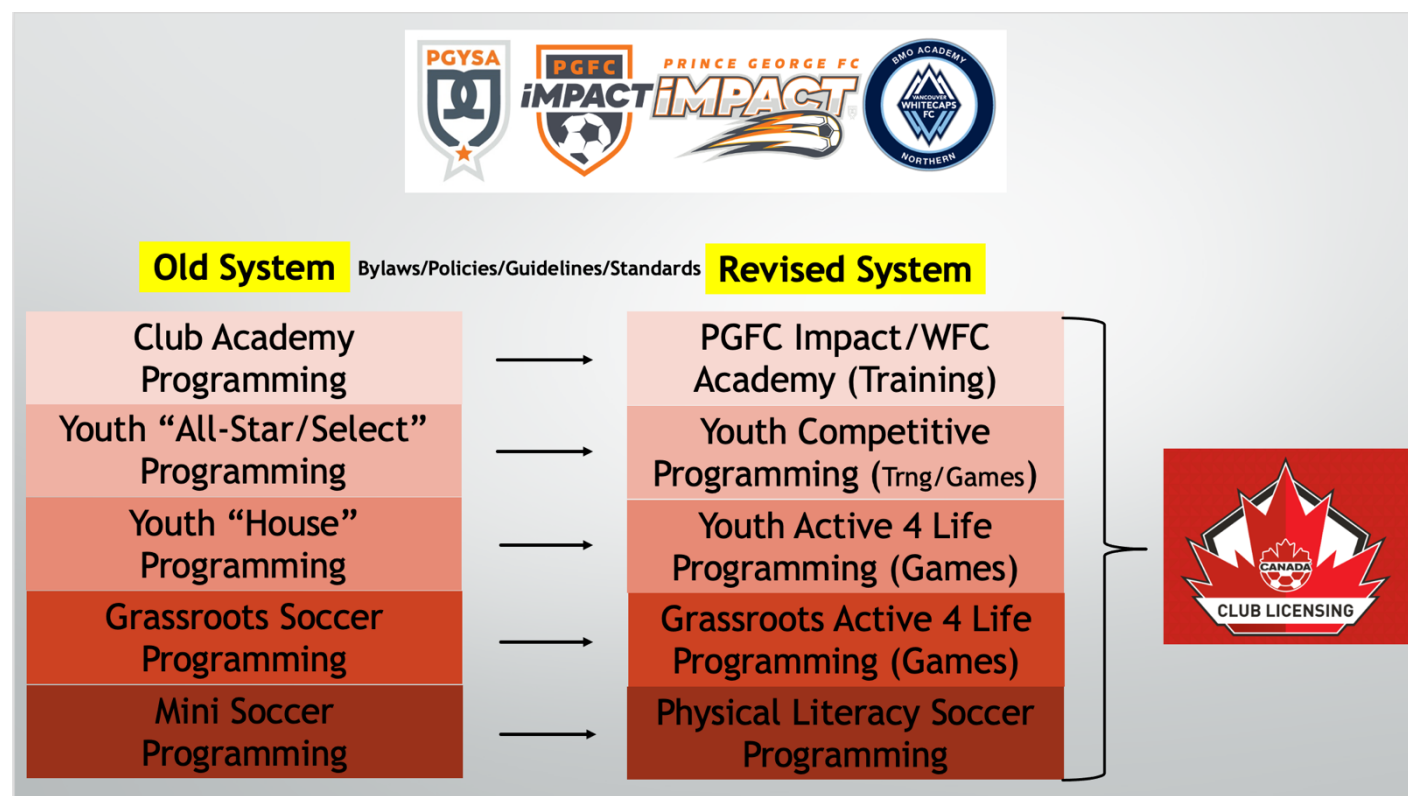 PGYSA
PGFC
iMPACT
PRINCE GEORGE FC
iMPACT
BMO ACADEMY
VANCOUVER
WHITECAPS
FC
NORTHERN
Old System
Bylaws/Policies/Guidelines/Standards
Revised System
Club Academy
Programming
PGFC Impact/WFC
Academy (Training)
Youth “All-Star/Select”
Programming
Youth Competitive
Programming (Trng/Games)
Youth “House”
Programming
Youth Active 4 Life
Programming (Games)
Grassroots Soccer
Programming
Grassroots Active 4 Life
Programming (Games)
Mini Soccer
Programming
Physical Literacy Soccer
Programming
CANADA
CLUB LICENSING